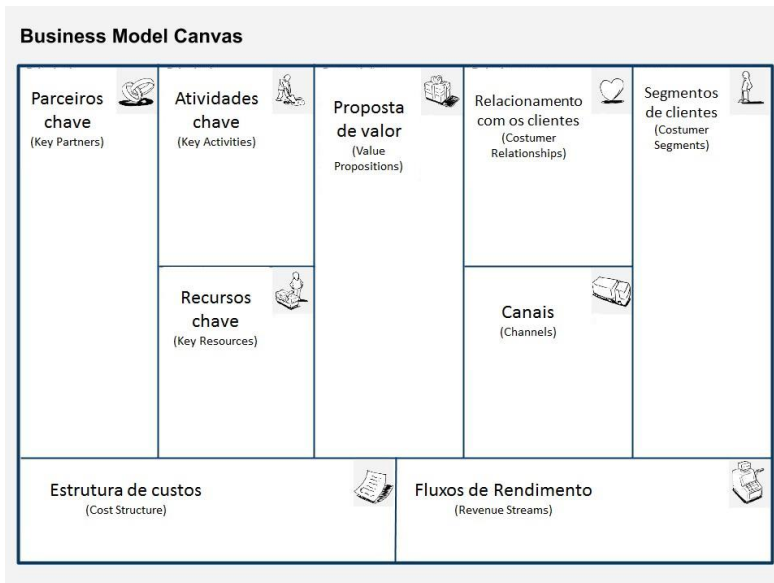 Business Model Canvas
Parceiros
chave
(Key Partners)
Atividades
chave
(Key Activities)
Recursos
chave
(Key Resources)
Proposta
de valor
(Value
Propositions)
Relacionamento
com os clientes
(Costumer
Relationships)
Canais
(Channels)
Segmentos
de clientes
(Costumer
Segments)
Estrutura de custos
(Cost Structure)
Fluxos de Rendimento
(Revenue Streams)